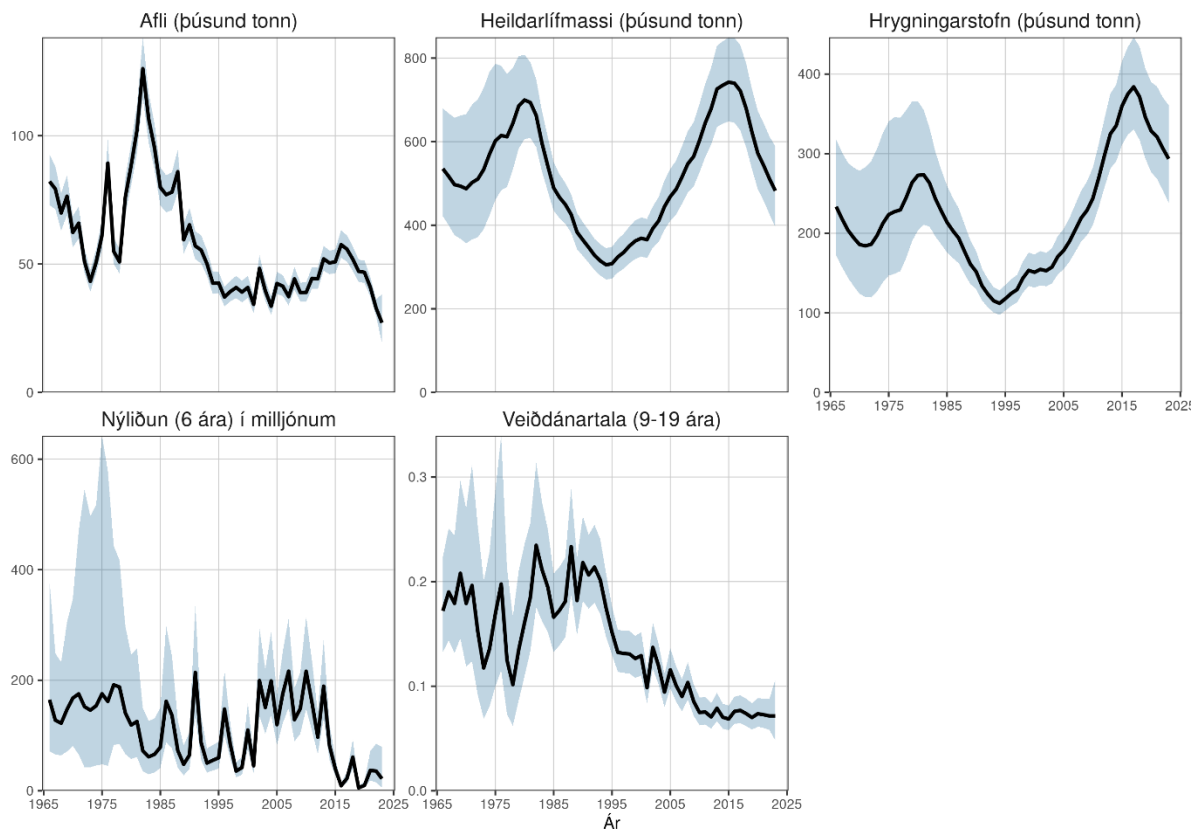 Afli (þúsund tonn)
Heildarlífmassi (þúsund tonn)
Hrygningarstofn (þúsund tonn)
100
50
0
800
600
400
200
0
400
300
200
100
0
1965 1975 1985 1995 2005 2015 2025
Nýliðun (6 ára) í milljónum
Veiðdánartala (9-19 ára)
600
400
200
0
0.3
0.2
0.1
0.0
1965 1975 1985 1995 2005 2015 2025
1965 1975 1985 1995 2005 2015 2025
Ár